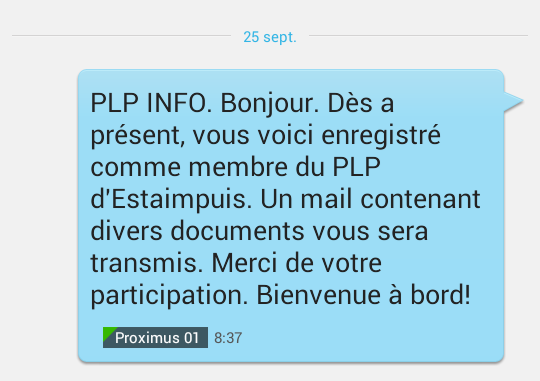 25 sept.
PLP INFO. Bonjour. Dès a
présent, vous voici enregistré
comme membre du PLP
d'Estaimpuis. Un mail contenant
divers documents vous sera
transmis. Merci de votre
participation. Bienvenue à bord!
Proximus 01 8:37